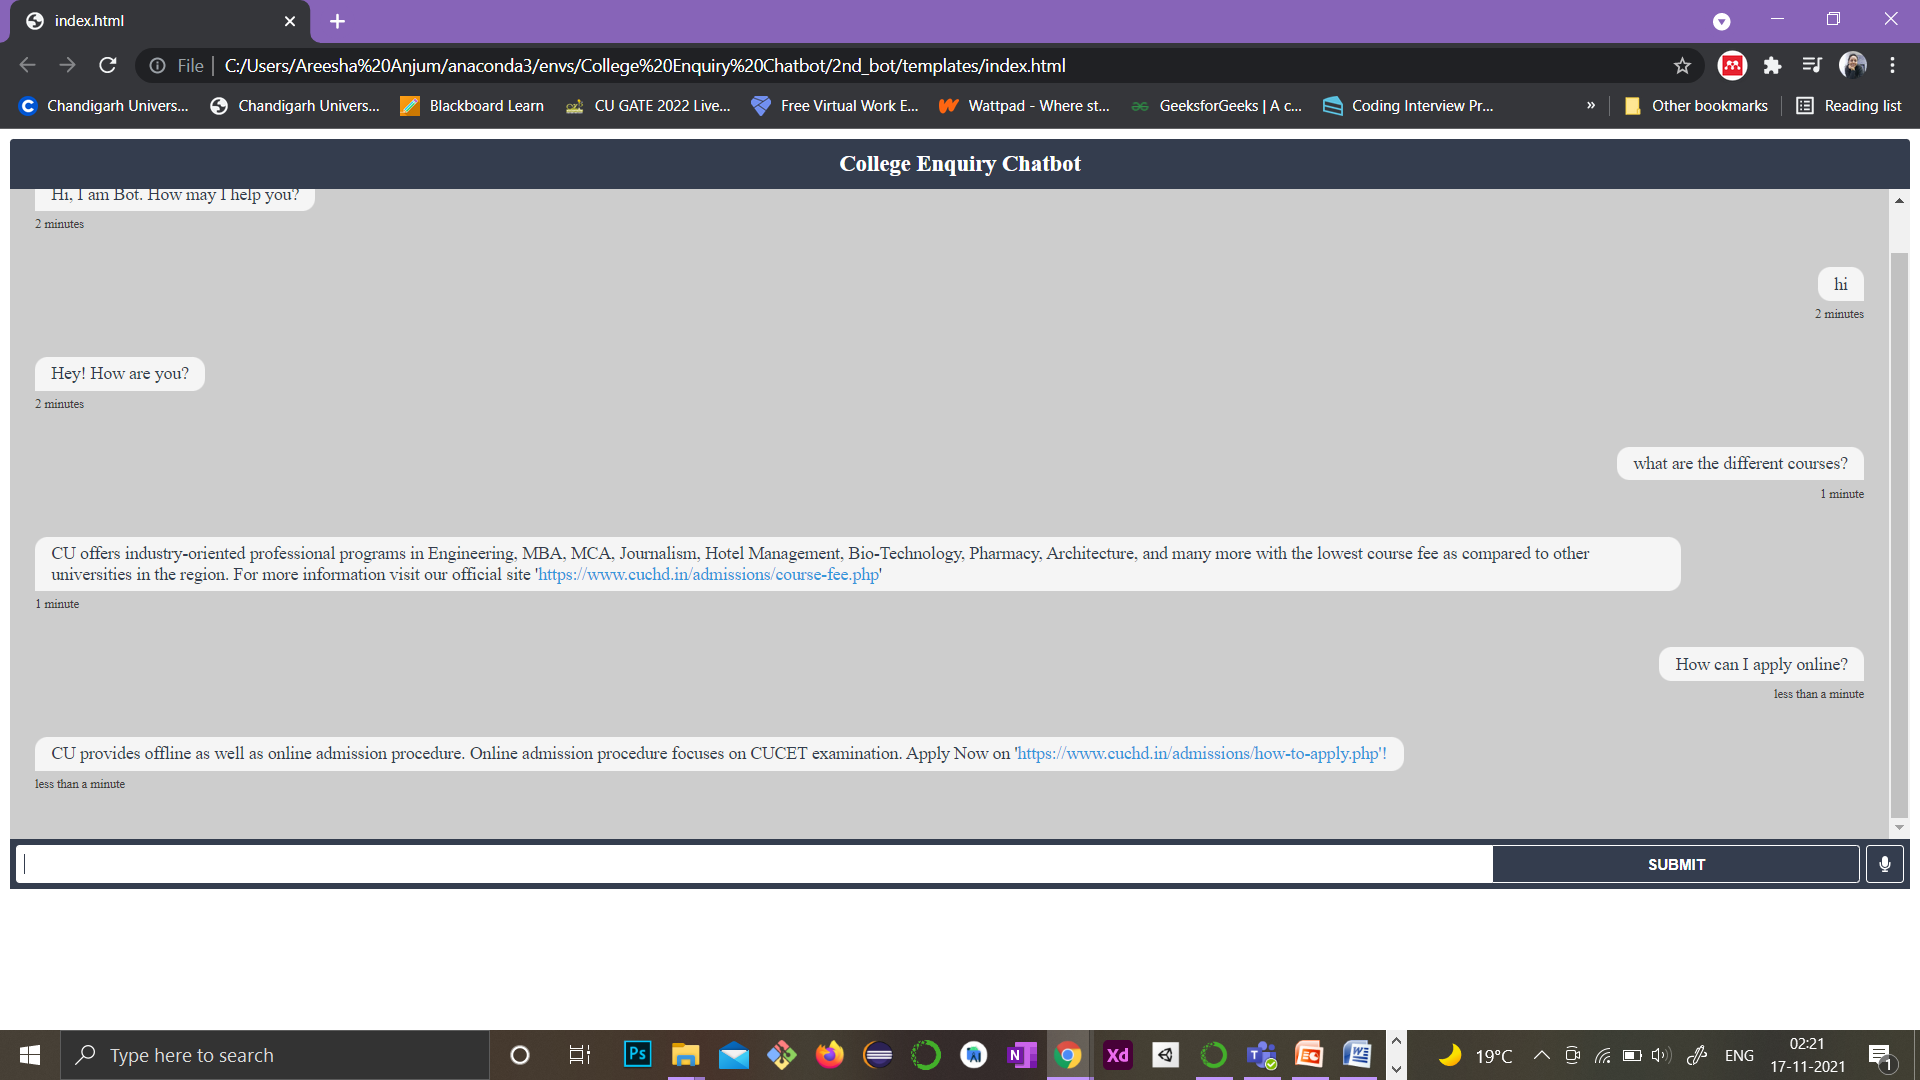 index.html
File
C:/Users/Areesha%20Anjum/anaconda3/envs/College%20Enquiry%20Chatbot/2nd_bot/templates/index.html
Chandigarh Univers...
Chandigarh Univers...
Blackboard Learn
CU GATE 2022 Live...
Free Virtual Work E...
Wattpad - Where st...
GeeksforGeeks | A c...
Coding Interview Pr...
»
Other bookmarks
Reading list
College Enquiry Chatbot
Hi, I am Bot. How may I help you?
2 minutes
hi
2 minutes
Hey! How are you?
2 minutes
what are the different courses?
1 minute
CU offers industry-oriented professional programs in Engineering, MBA, MCA, Journalism, Hotel Management, Bio-Technology, Pharmacy, Architecture, and many more with the lowest course fee as compared to other
universities in the region. For more information visit our official site 'https://www.cuchd.in/admissions/course-fee.php'
1 minute
How can I apply online?
less than a minute
CU provides offline as well as online admission procedure. Online admission procedure focuses on CUCET examination. Apply Now on 'https://www.cuchd.in/admissions/how-to-apply.php'!
less than a minute
SUBMIT
Type here to search
Ps
N
Xd
19°C
ENG
02:21
17-11-2021
1